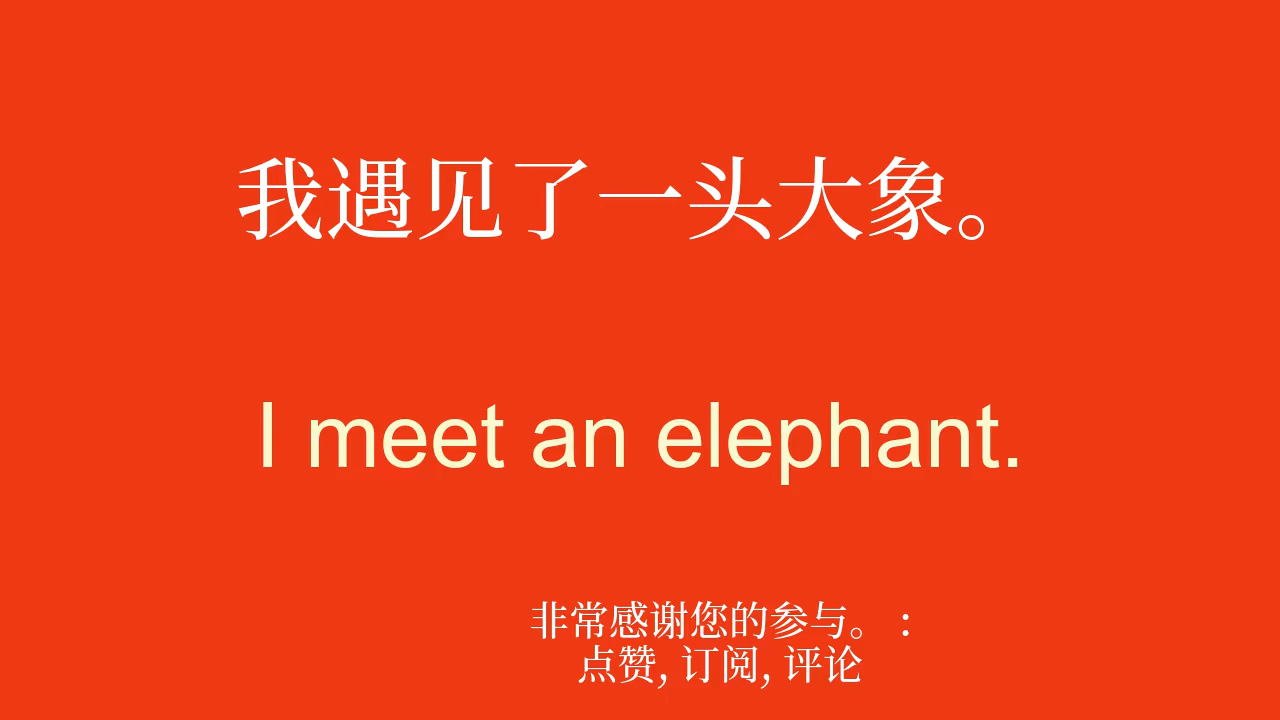 我遇见了一头大象。
I meet an elephant.
非常感谢您的参与。 :
点赞, 订阅, 评论